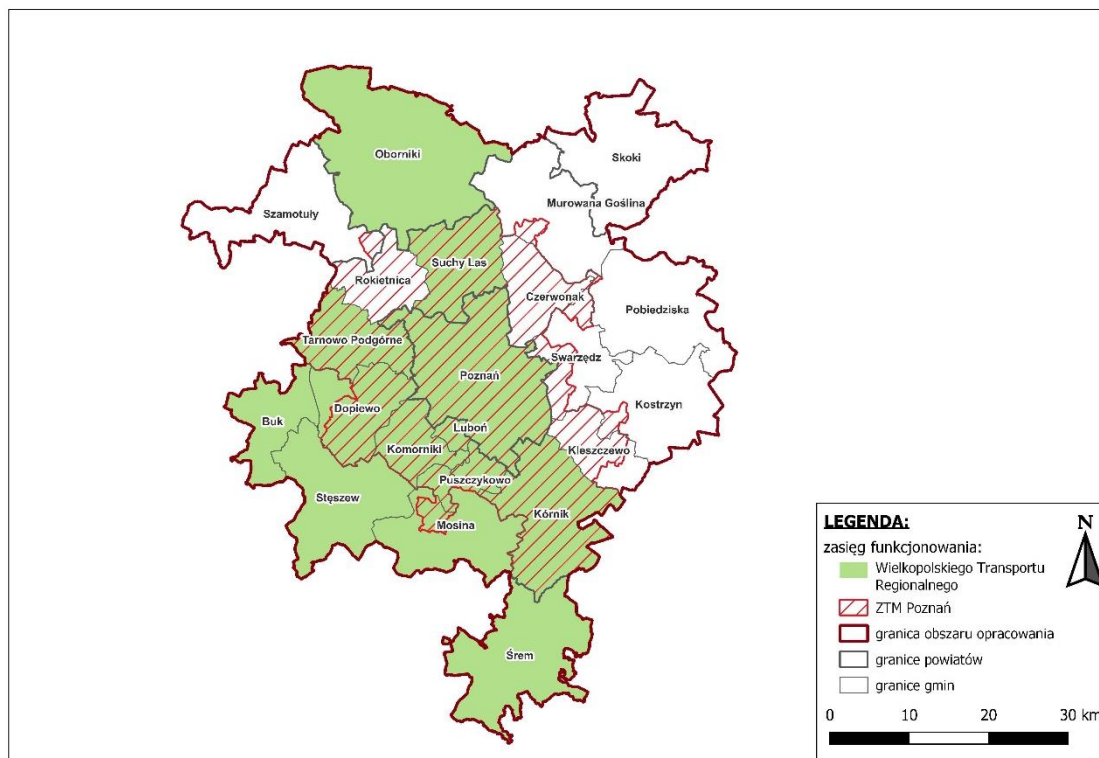 Oborniki
Skoki
Szamotuły
Murowana Goślina
Suchy Las
Rokietnica
Czerwonak
Pobiedziska
Tarnowo Podgórne
Swarzędz
Poznań
Kostrzyn
Buk
Dopiewo
Luboń
Komorniki
Kleszczewo
Puszczykowo
Stęszew
Mosina
Kórnik
Śrem
LEGENDA:
N
zasięg funkcjonowania:
Wielkopolskiego Transportu
Regionalnego
ZTM Poznań
granica obszaru opracowania
granice powiatów
granice gmin
0 10 20 30 km